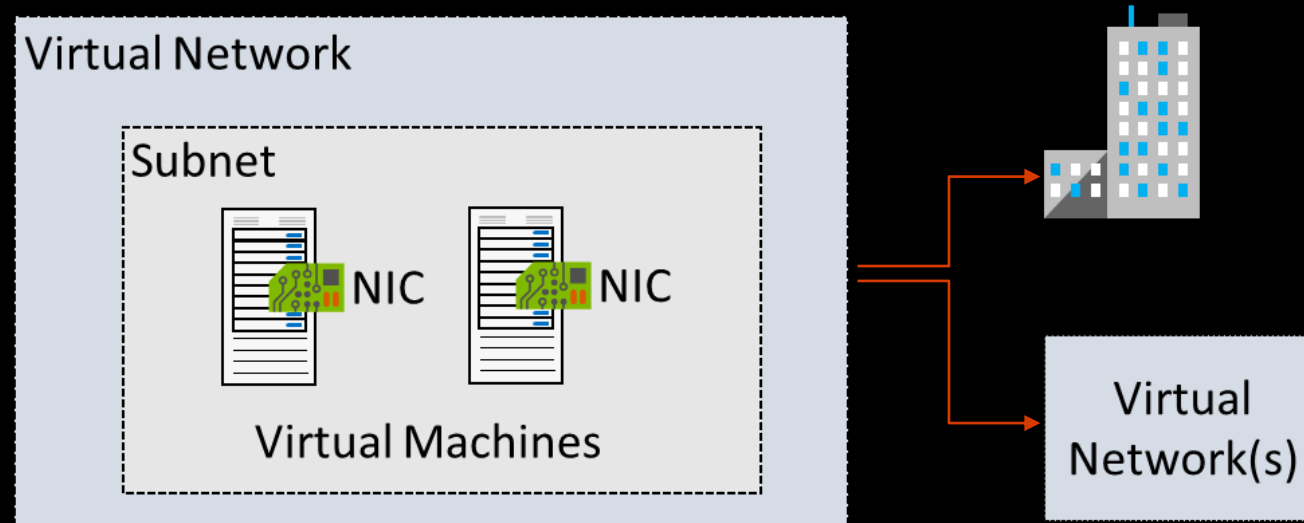 Virtual Network
Subnet
NIC
NIC
Virtual Machines
Virtual
Network(s)